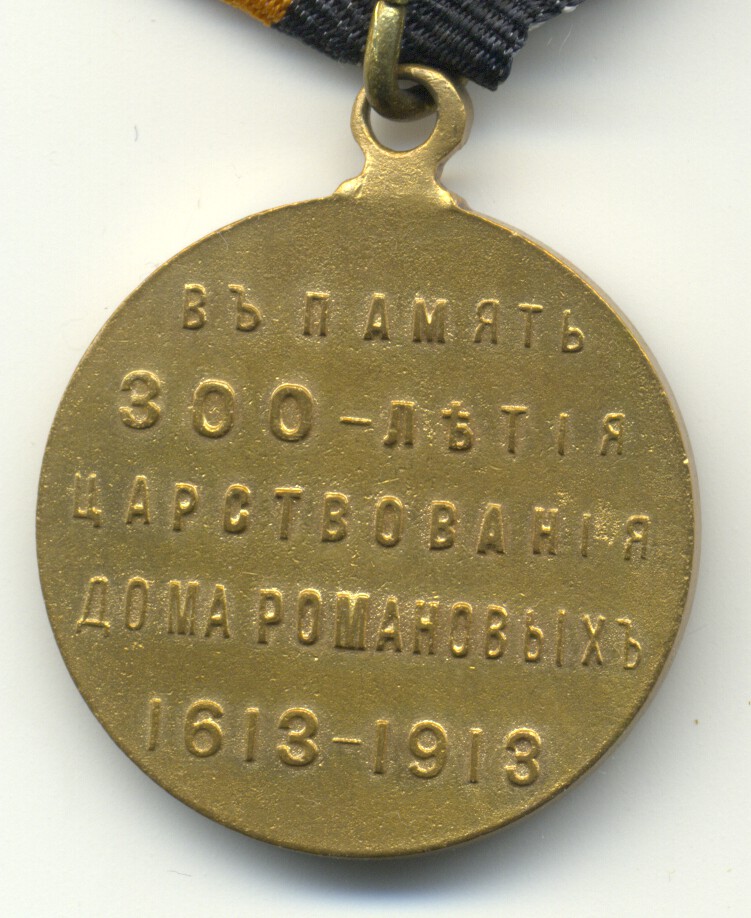 ВЪ ПАМЯТЬ
300-ЛѢТІЯ
ЦАРСТВОВАНІЯ
ДОМА РОМАНОВЫХЪ
1613-1913